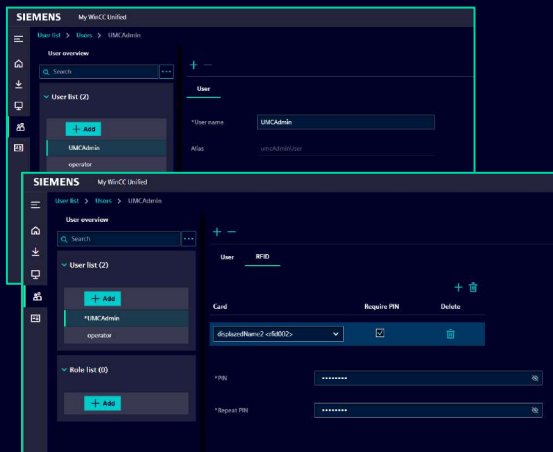 SIEMENS My WinCC Unified
User list > Users > UMCAdmin
User overview
Search
User
User list (2)
+ Add
*User name UMCAdmin
UMCAdmin
Alias umcAdminUser
operator
SIEMENS My WinCC Unified
User list > Users > UMCAdmin
User overview
Search
User RFID
User list (2)
+ Add
Card Require PIN Delete
*UMCAdmin
operator
displazedName2 <rfid002>
Role list (0)
*PIN ••••••••
+ Add
*Repeat PIN ••••••••